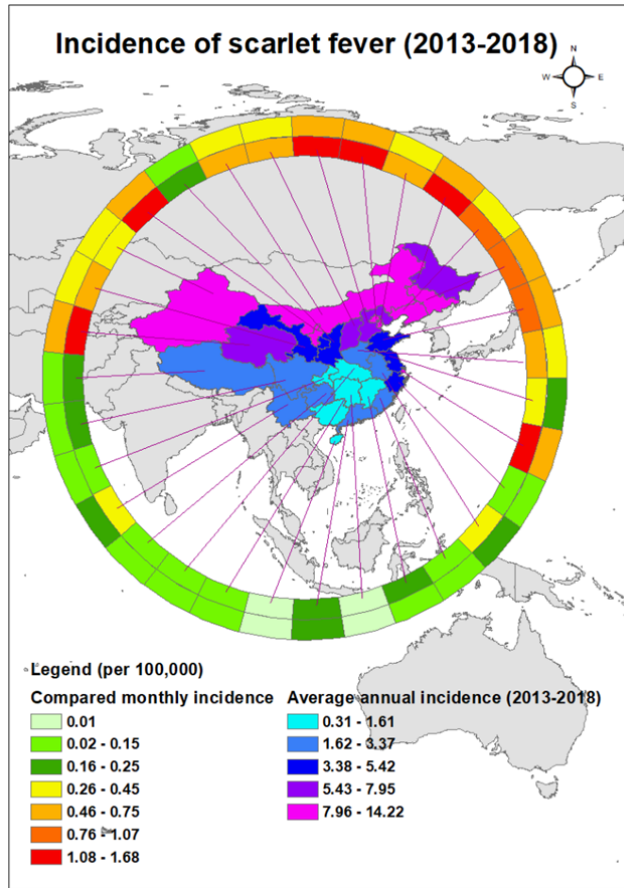 Incidence of scarlet fever (2013-2018)
N
W E
S
Legend (per 100,000)
Compared monthly incidence
0.01
0.02 - 0.15
0.16 - 0.25
0.26 - 0.45
0.46 - 0.75
0.76 - 1.07
1.08 - 1.68
Average annual incidence (2013-2018)
0.31 - 1.61
1.62 - 3.37
3.38 - 5.42
5.43 - 7.95
7.96 - 14.22